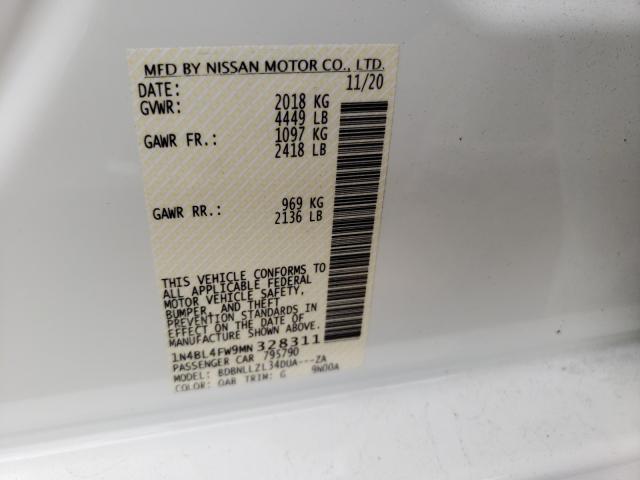 MFD BY NISSAN MOTOR CO., LTD.
DATE: 11/20
GVWR: 2018 KG
4449 LB
GAWR FR.: 1097 KG
2418 LB
GAWR RR.: 969 KG
2136 LB
THIS VEHICLE CONFORMS TO
ALL APPLICABLE FEDERAL
MOTOR VEHICLE SAFETY,
BUMPER, AND THEFT
PREVENTION STANDARDS IN
EFFECT ON THE DATE OF
MANUFACTURE SHOWN ABOVE.
1N4BL4FW9MN328311
PASSENGER CAR 795790
MODEL: BDBNLLZL34DUA---ZA
COLOR: QAB TRIM: G 9N00A